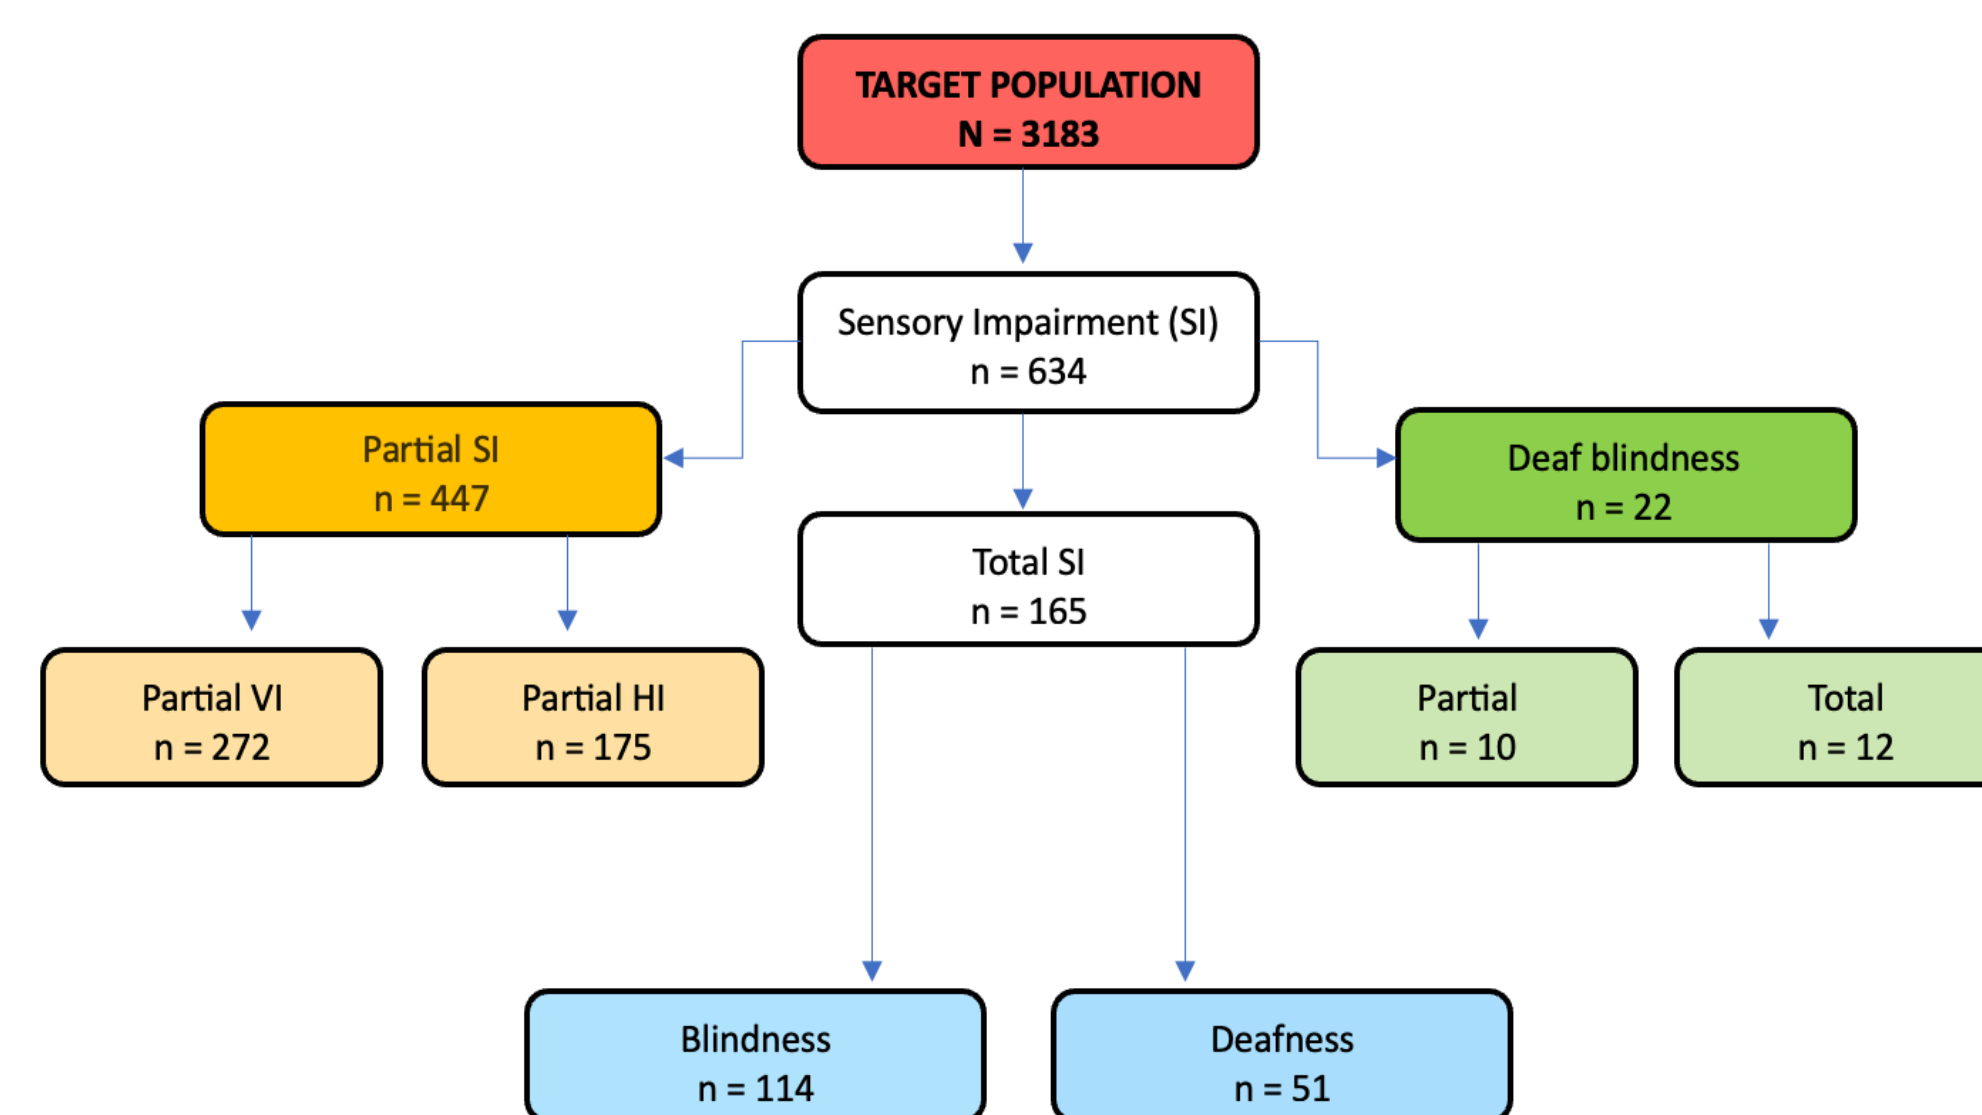 TARGET POPULATION
N = 3183
Sensory Impairment (SI)
n = 634
Partial SI
n = 447
Deaf blindness
n = 22
Total SI
n = 165
Partial VI
n = 272
Partial HI
n = 175
Partial
n = 10
Total
n = 12
Blindness
n = 114
Deafness
n = 51